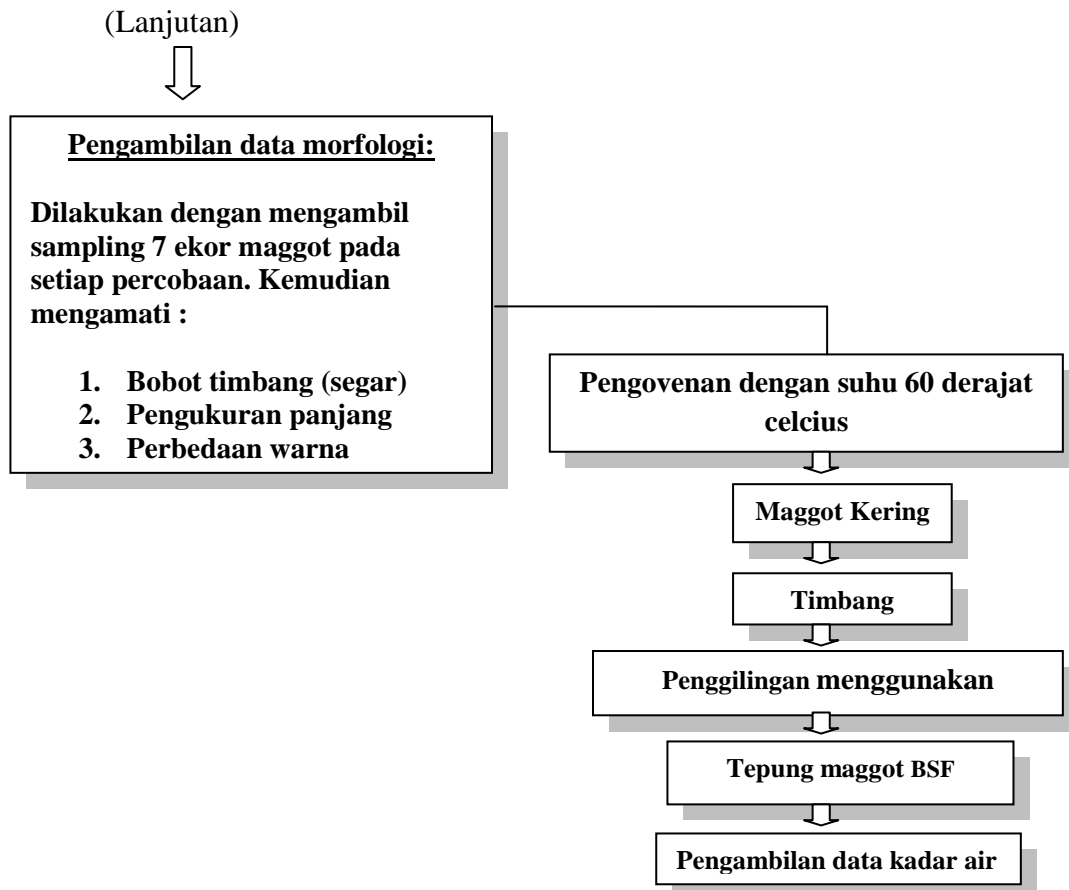 (Lanjutan)
Pengambilan data morfologi:
Dilakukan dengan mengambil
sampling 7 ekor maggot pada
setiap percobaan. Kemudian
mengamati :
1. Bobot timbang (segar)
2. Pengukuran panjang
3. Perbedaan warna
Pengovenan dengan suhu 60 derajat
celcius
Maggot Kering
Timbang
Penggilingan menggunakan
Tepung maggot BSF
Pengambilan data kadar air